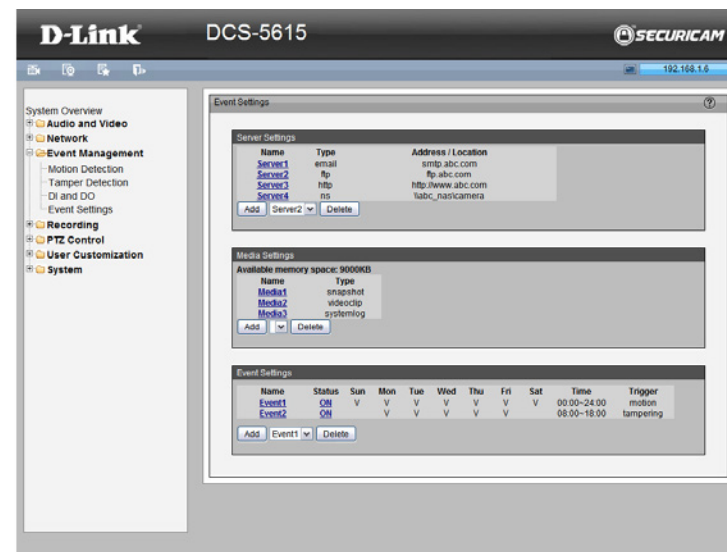 D-Link
DCS-5615
SECURICAM
192.168.1.6
System Overview
Audio and Video
Network
Event Management
Motion Detection
Tamper Detection
DI and DO
Event Settings
Recording
PTZ Control
User Customization
System
Event Settings
Server Settings
Name Type Address / Location
Server1 email smtp.abc.com
Server2 ftp ftp.abc.com
Server3 http http://www.abc.com
Server4 ns \\abc_nas\camera
Add Server2 Delete
Media Settings
Available memory space: 9000KB
Name Type
Media1 snapshot
Media2 videoclip
Media3 systemlog
Add Delete
Event Settings
Name Status Sun Mon Tue Wed Thu Fri Sat Time Trigger
Event1 ON V V V V V V V 00:00~24:00 motion
Event2 ON V V V V V 08:00~18:00 tampering
Add Event1 Delete